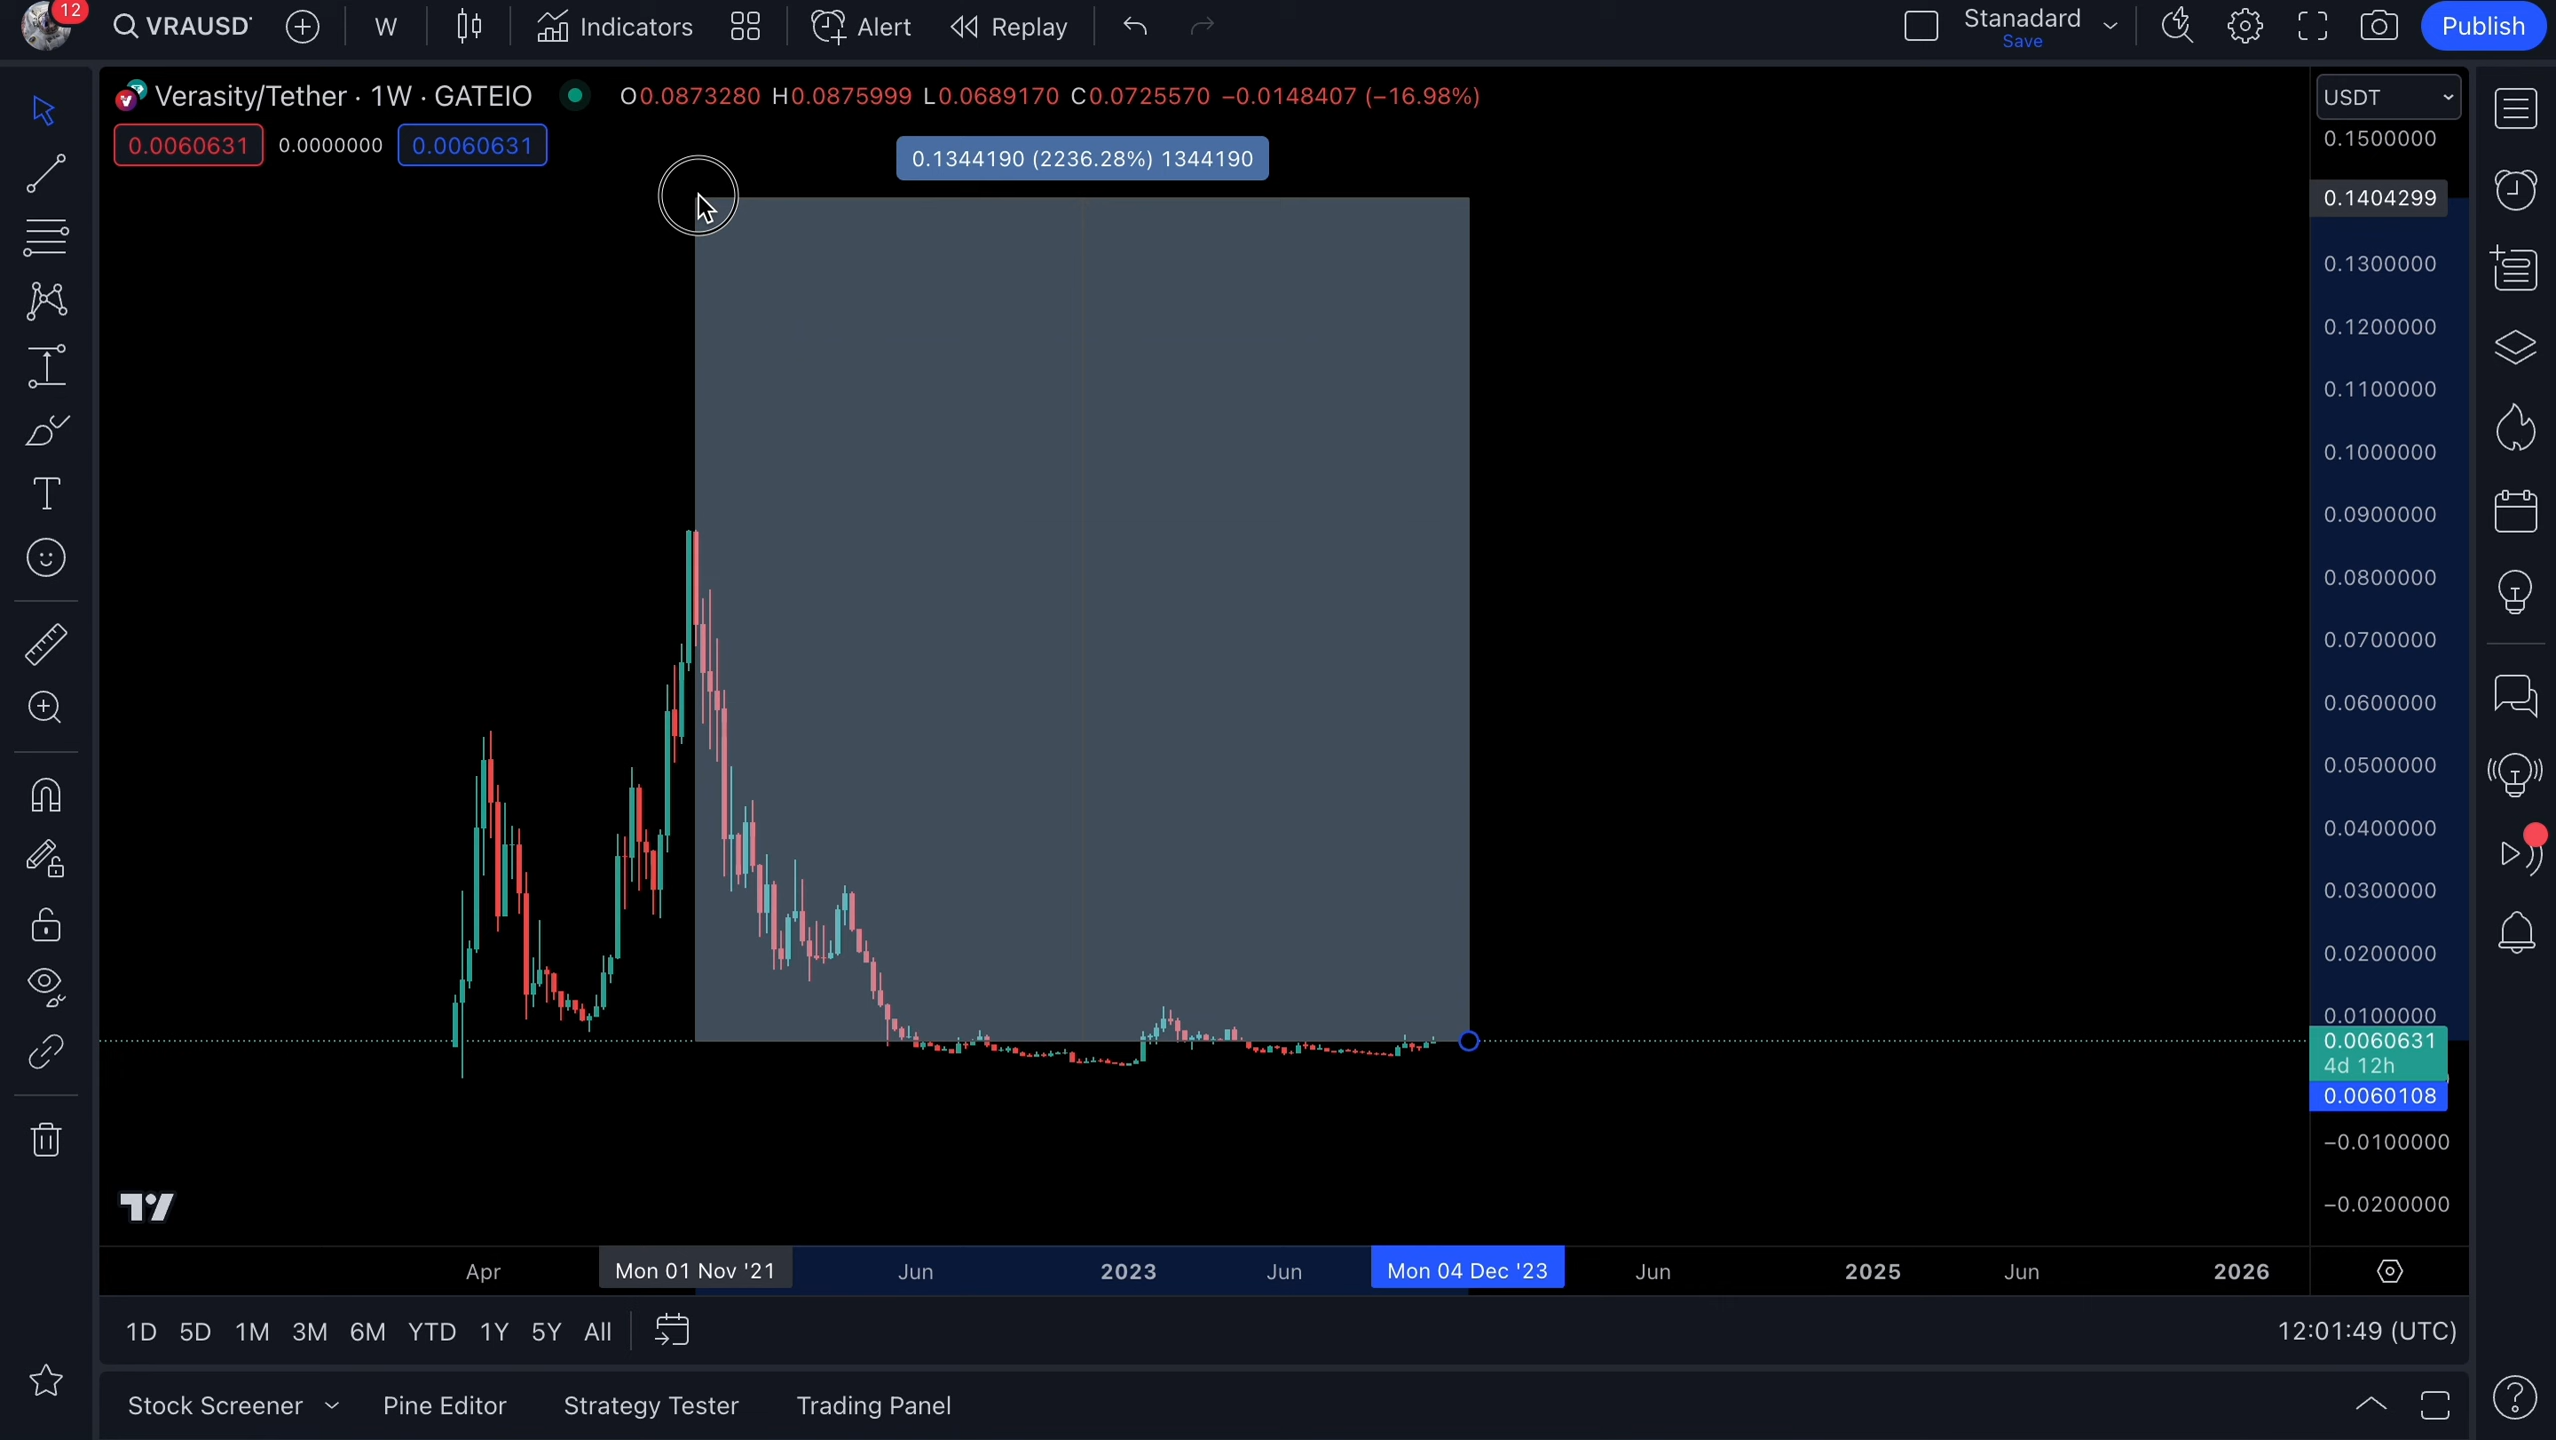 12
VRAUSD
W
Indicators
Alert
Replay
Stanadard
Save
Publish
Verasity/Tether · 1W · GATEIO
O0.0873280 H0.0875999 L0.0689170 C0.0725570 −0.0148407 (−16.98%)
0.0060631
0.0000000
0.0060631
0.1344190 (2236.28%) 1344190
USDT
0.1500000
0.1404299
0.1300000
0.1200000
0.1100000
0.1000000
0.0900000
0.0800000
0.0700000
0.0600000
0.0500000
0.0400000
0.0300000
0.0200000
0.0100000
0.0060631
4d 12h
0.0060108
−0.0100000
−0.0200000
Apr
Mon 01 Nov '21
Jun
2023
Jun
Mon 04 Dec '23
Jun
2025
Jun
2026
1D 5D 1M 3M 6M YTD 1Y 5Y All
12:01:49 (UTC)
Stock Screener
Pine Editor
Strategy Tester
Trading Panel